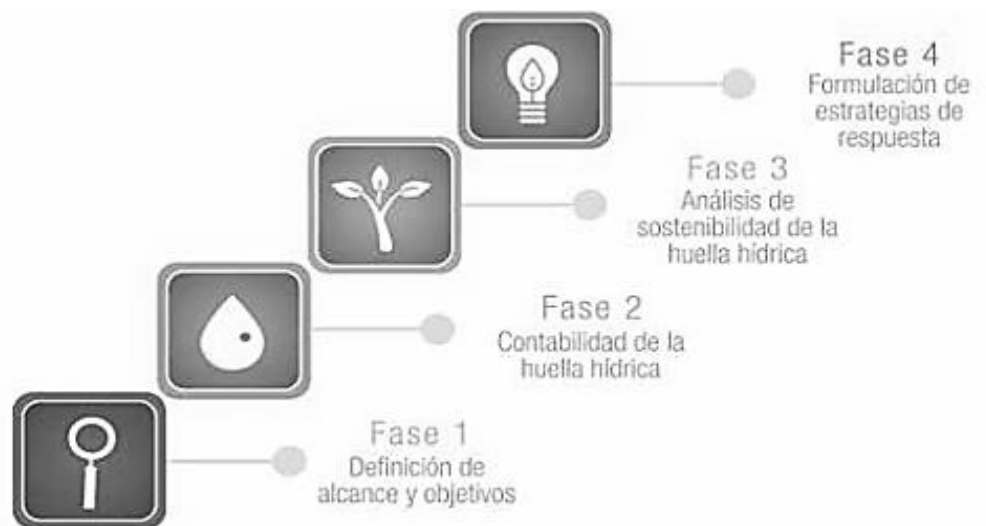 Fase 4
Formulación de
estrategias de
respuesta
Fase 3
Análisis de
sostenibilidad de la
huella hídrica
Fase 2
Contabilidad de la
huella hídrica
Fase 1
Definición de
alcance y objetivos